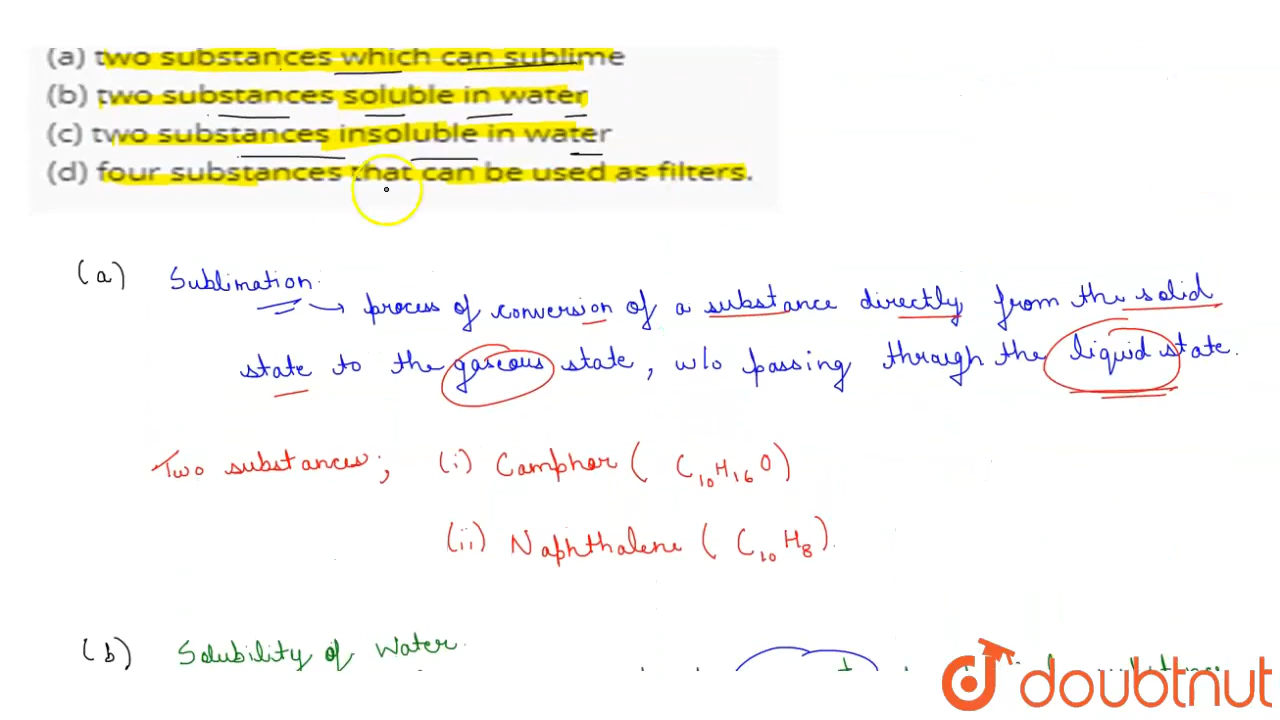 (a) two substances which can sublime
(b) two substances soluble in water
(c) two substances insoluble in water
(d) four substances that can be used as filters.
(a) Sublimation.
→ process of conversion of a substance directly from the solid
state to the gaseous state, w/o passing through the liquid state.
Two substances; (i) Camphor ( C10H16O)
(ii) Naphthalene ( C10H8).
(b) Solubility of Water.
doubtnut